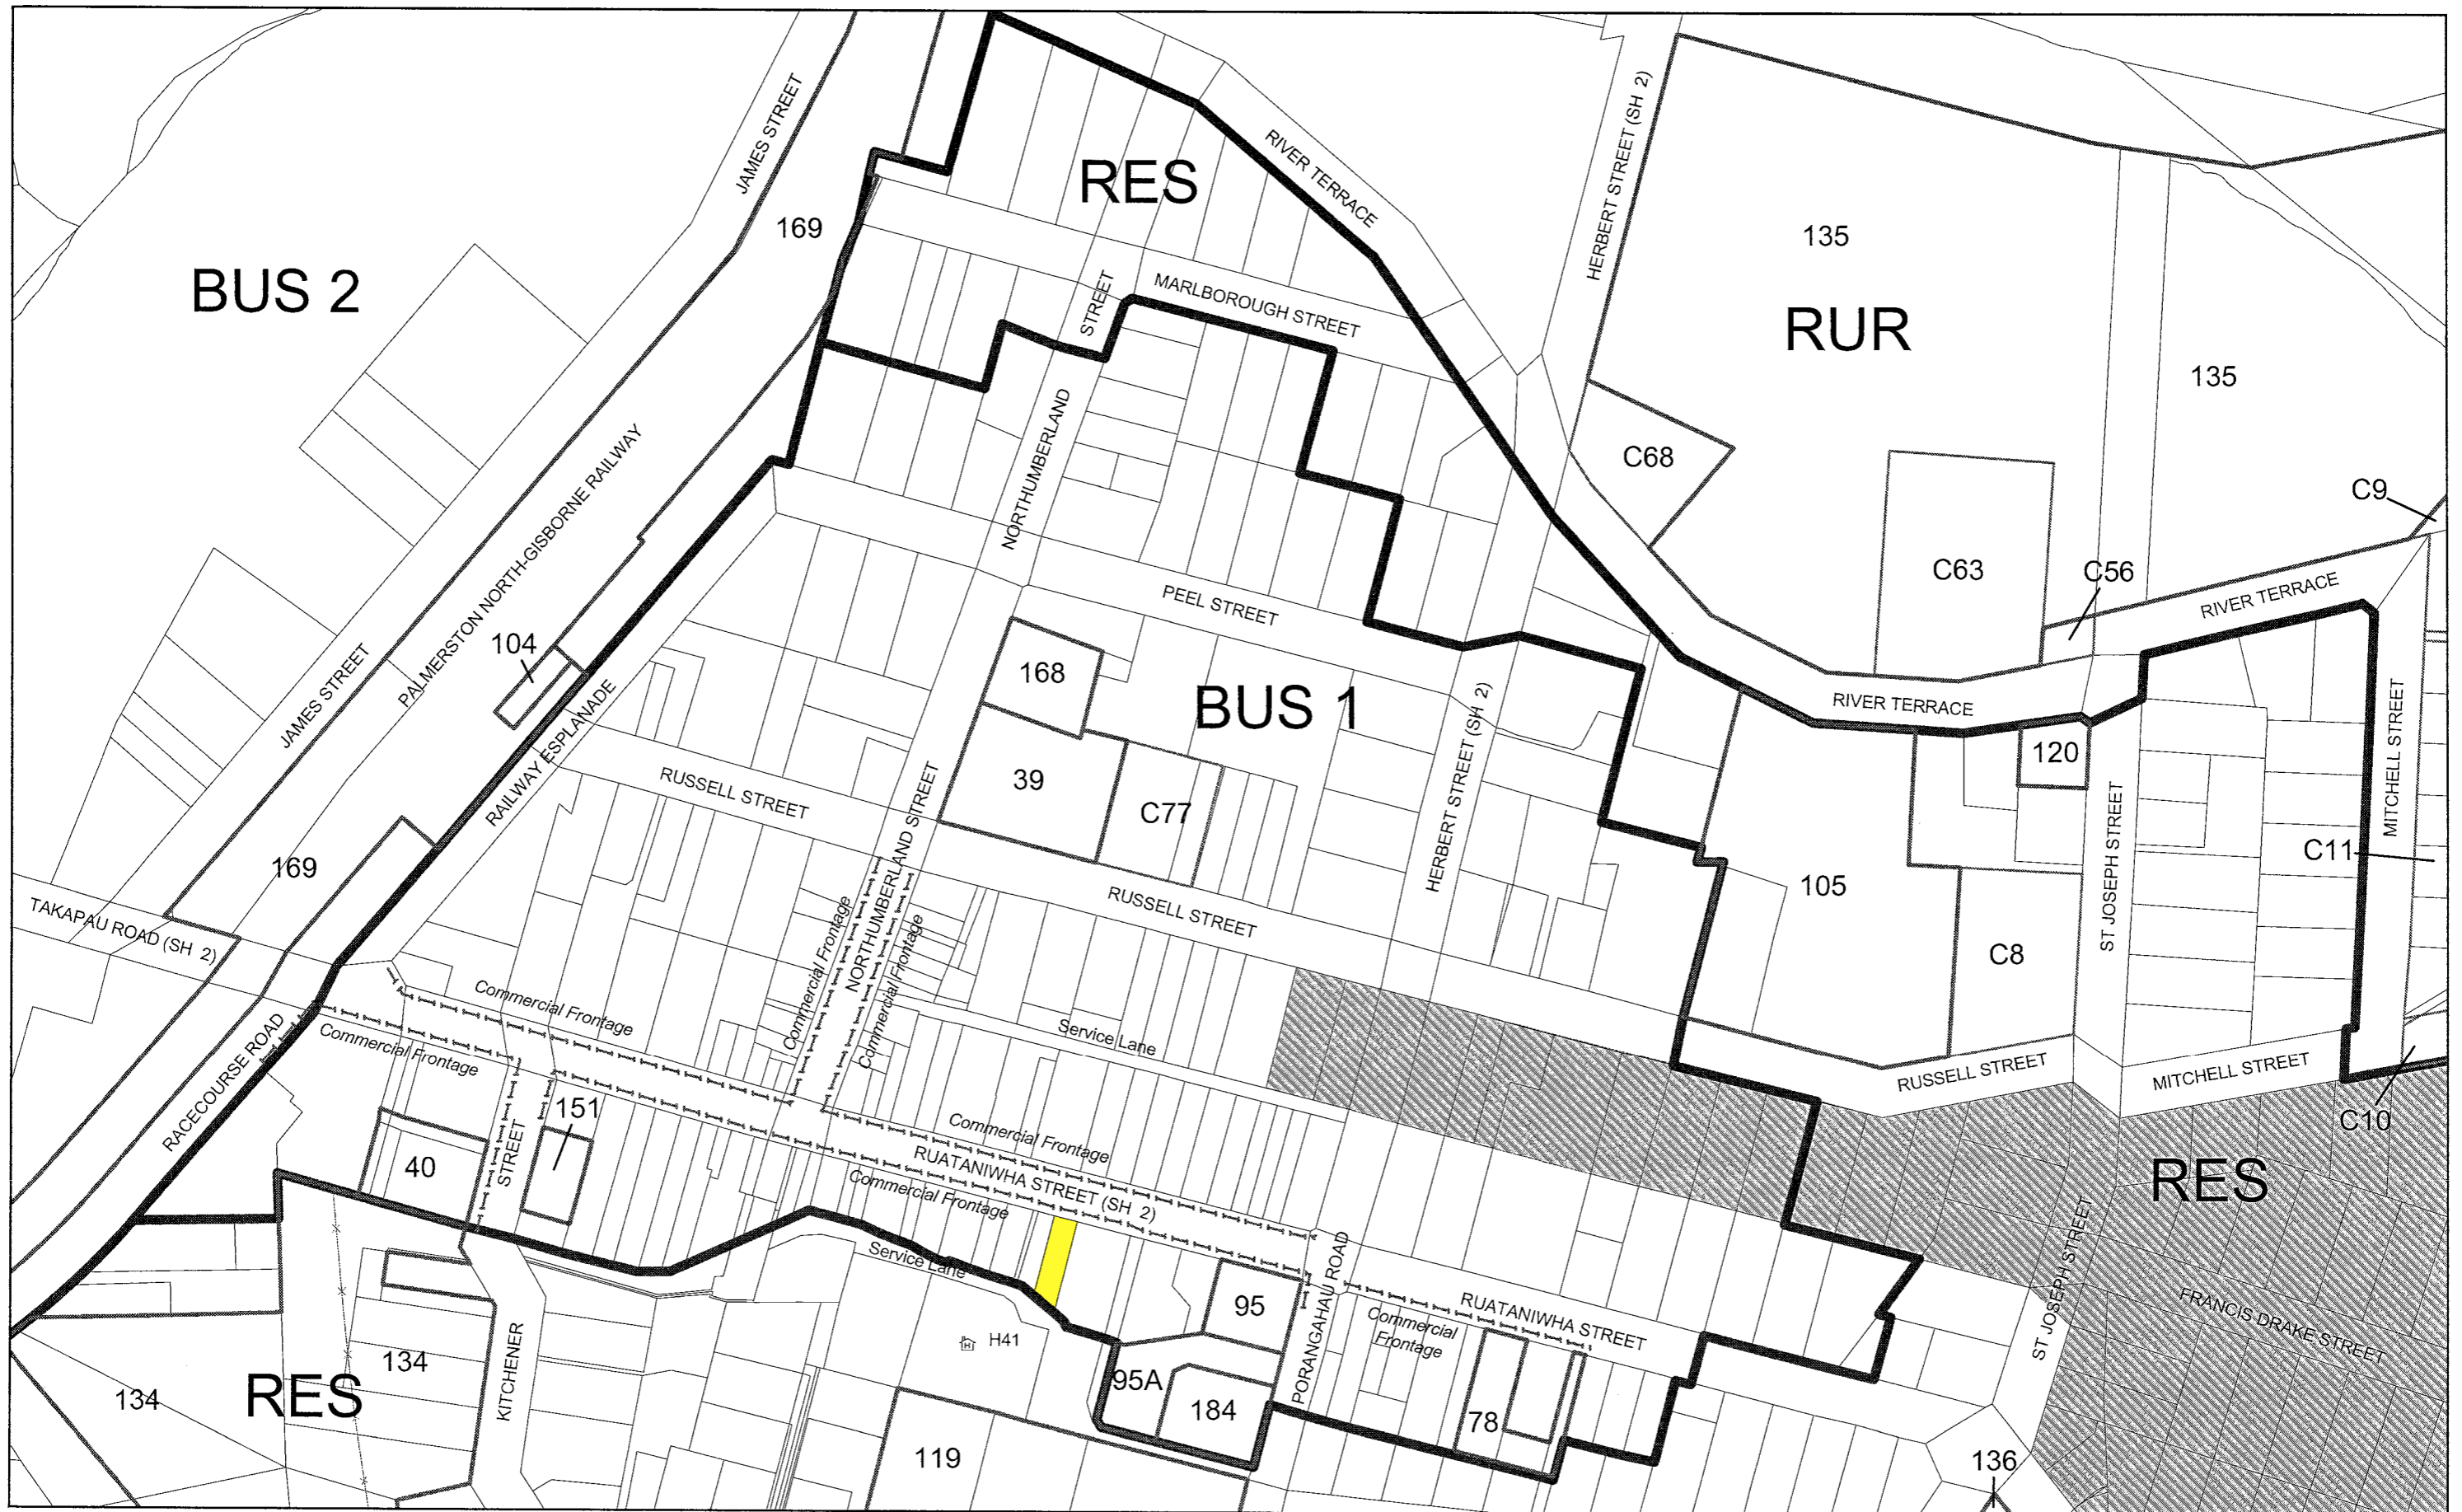 JAMES STREET
RES
RIVER TERRACE
HERBERT STREET (SH 2)
169
135
BUS 2
MARLBOROUGH STREET
STREET
RUR
135
NORTHUMBERLAND
PALMERSTON NORTH-GISBORNE RAILWAY
C68
C9
C63
C56
PEEL STREET
RIVER TERRACE
104
JAMES STREET
168
BUS 1
HERBERT STREET (SH 2)
RIVER TERRACE
MITCHELL STREET
RAILWAY ESPLANADE
RUSSELL STREET
39
C77
120
NORTHUMBERLAND STREET
ST JOSEPH STREET
C11
169
105
TAKAPAU ROAD (SH 2)
RUSSELL STREET
Commercial Frontage
Commercial Frontage
C8
Commercial Frontage
Commercial Frontage
Service Lane
RACECOURSE ROAD
RUSSELL STREET
MITCHELL STREET
151
C10
40
STREET
Commercial Frontage
RUATANIWHA STREET (SH 2)
Commercial Frontage
RES
Service Lane
PORANGAHAU ROAD
ST JOSEPH STREET
95
RUATANIWHA STREET
FRANCIS DRAKE STREET
Commercial
Frontage
H
H41
134
KITCHENER
95A
RES
134
184
78
119
136